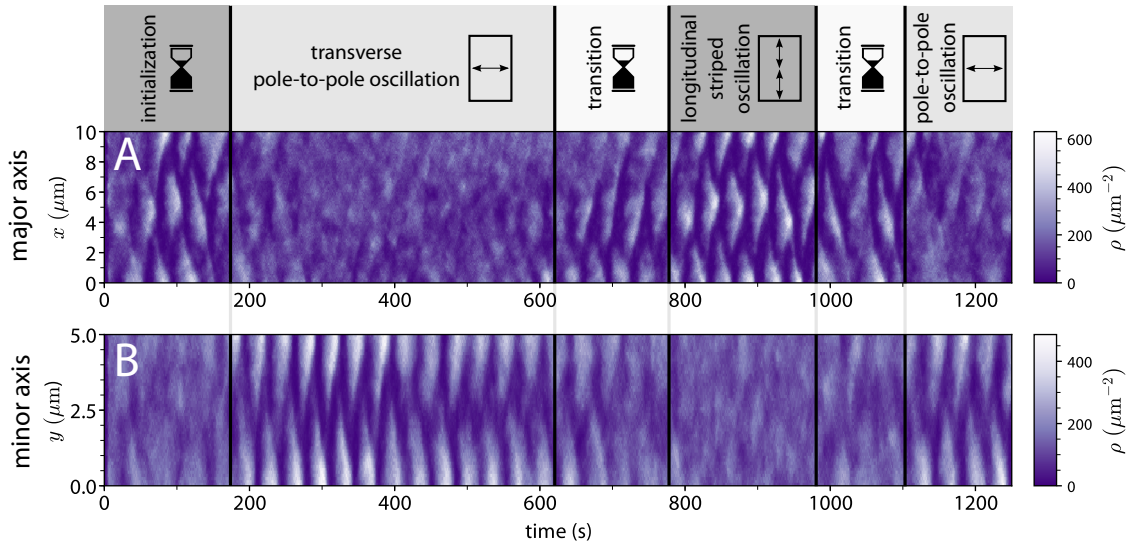 initialization
transverse
pole-to-pole oscillation
transition
longitudinal
striped
oscillation
transition
pole-to-pole
oscillation
A
major axis
x (μm)
10
8
6
4
2
0
0 200 400 600 800 1000 1200
600
400
200
0
ρ (μm⁻²)
B
minor axis
y (μm)
5.0
2.5
0.0
0 200 400 600 800 1000 1200
time (s)
400
200
0
ρ (μm⁻²)